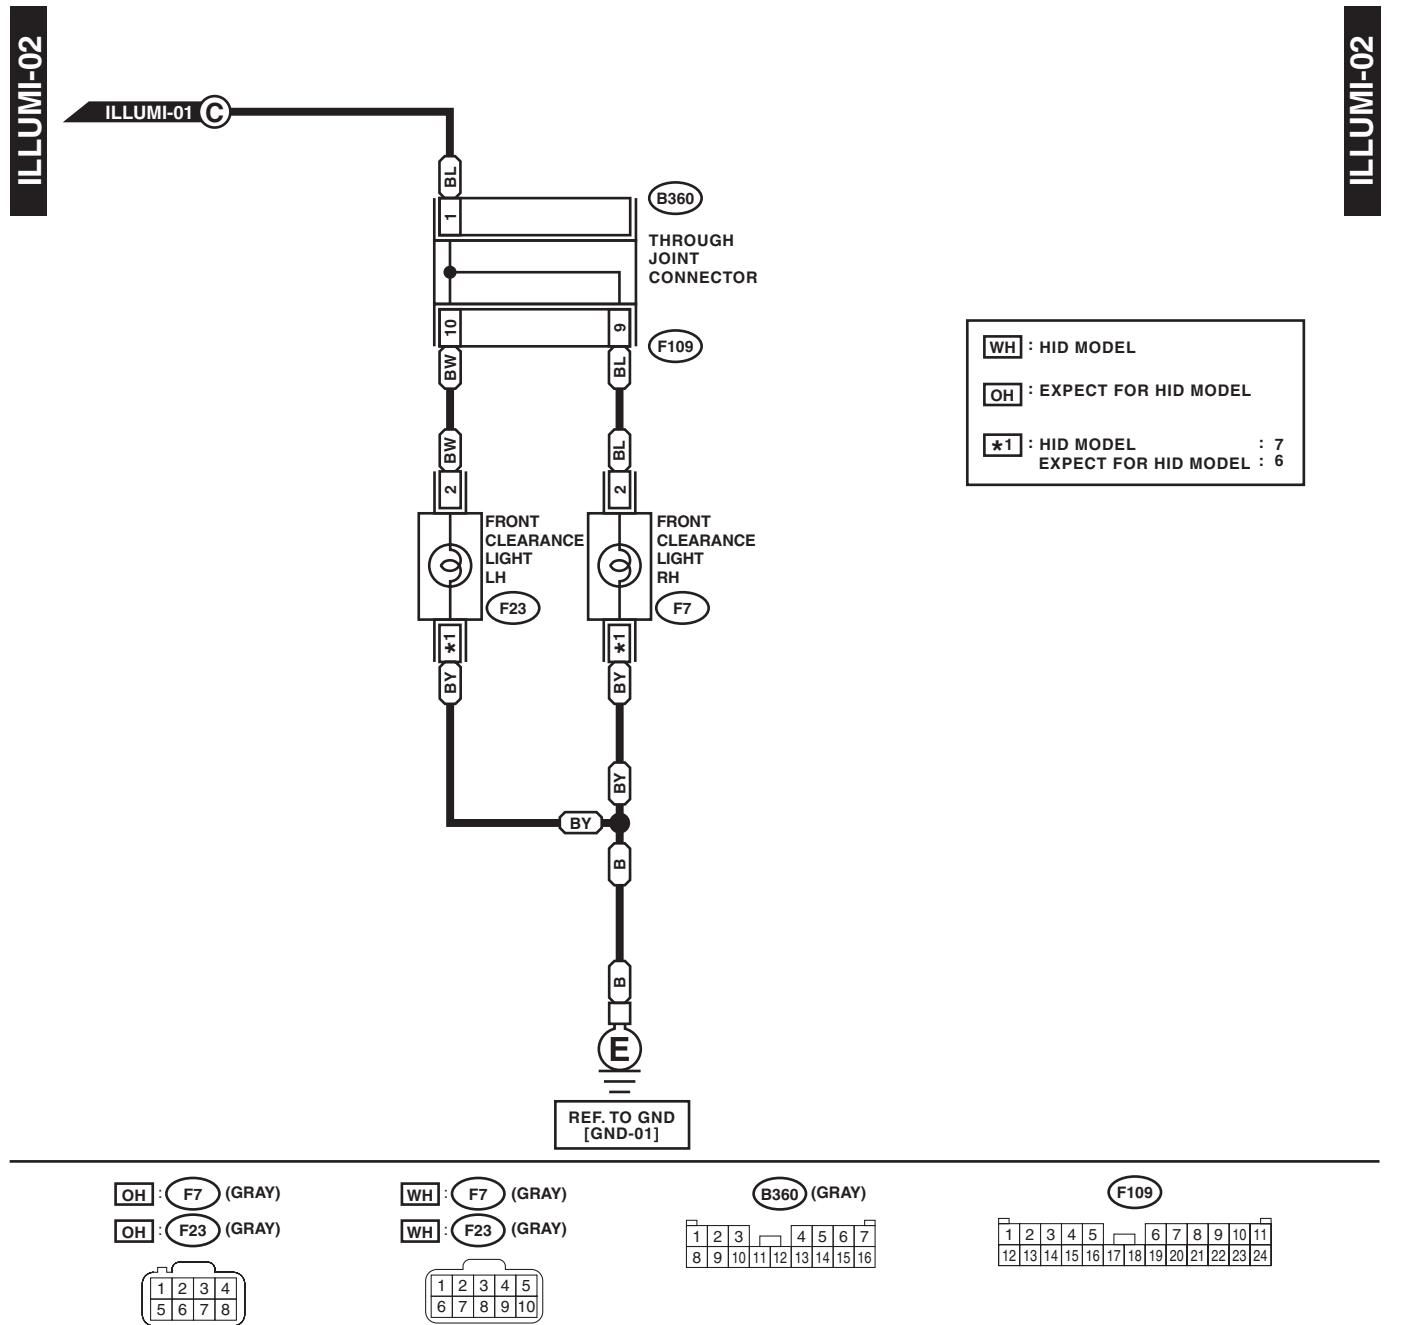 ILLUMI-02
ILLUMI-02
ILLUMI-01 C
BL
1
B360
THROUGH
JOINT
CONNECTOR
10
9
F109
BW
BL
WH : HID MODEL
OH : EXPECT FOR HID MODEL
*1 : HID MODEL : 7
EXPECT FOR HID MODEL : 6
BW
BL
2
2
FRONT
CLEARANCE
LIGHT
LH
F23
FRONT
CLEARANCE
LIGHT
RH
F7
*1
*1
BY
BY
BY
BY
B
B
E
REF. TO GND
[GND-01]
OH : F7 (GRAY)
OH : F23 (GRAY)
1 2 3 4
5 6 7 8
WH : F7 (GRAY)
WH : F23 (GRAY)
1 2 3 4 5
6 7 8 9 10
B360 (GRAY)
1 2 3 4 5 6 7
8 9 10 11 12 13 14 15 16
F109
1 2 3 4 5 6 7 8 9 10 11
12 13 14 15 16 17 18 19 20 21 22 23 24